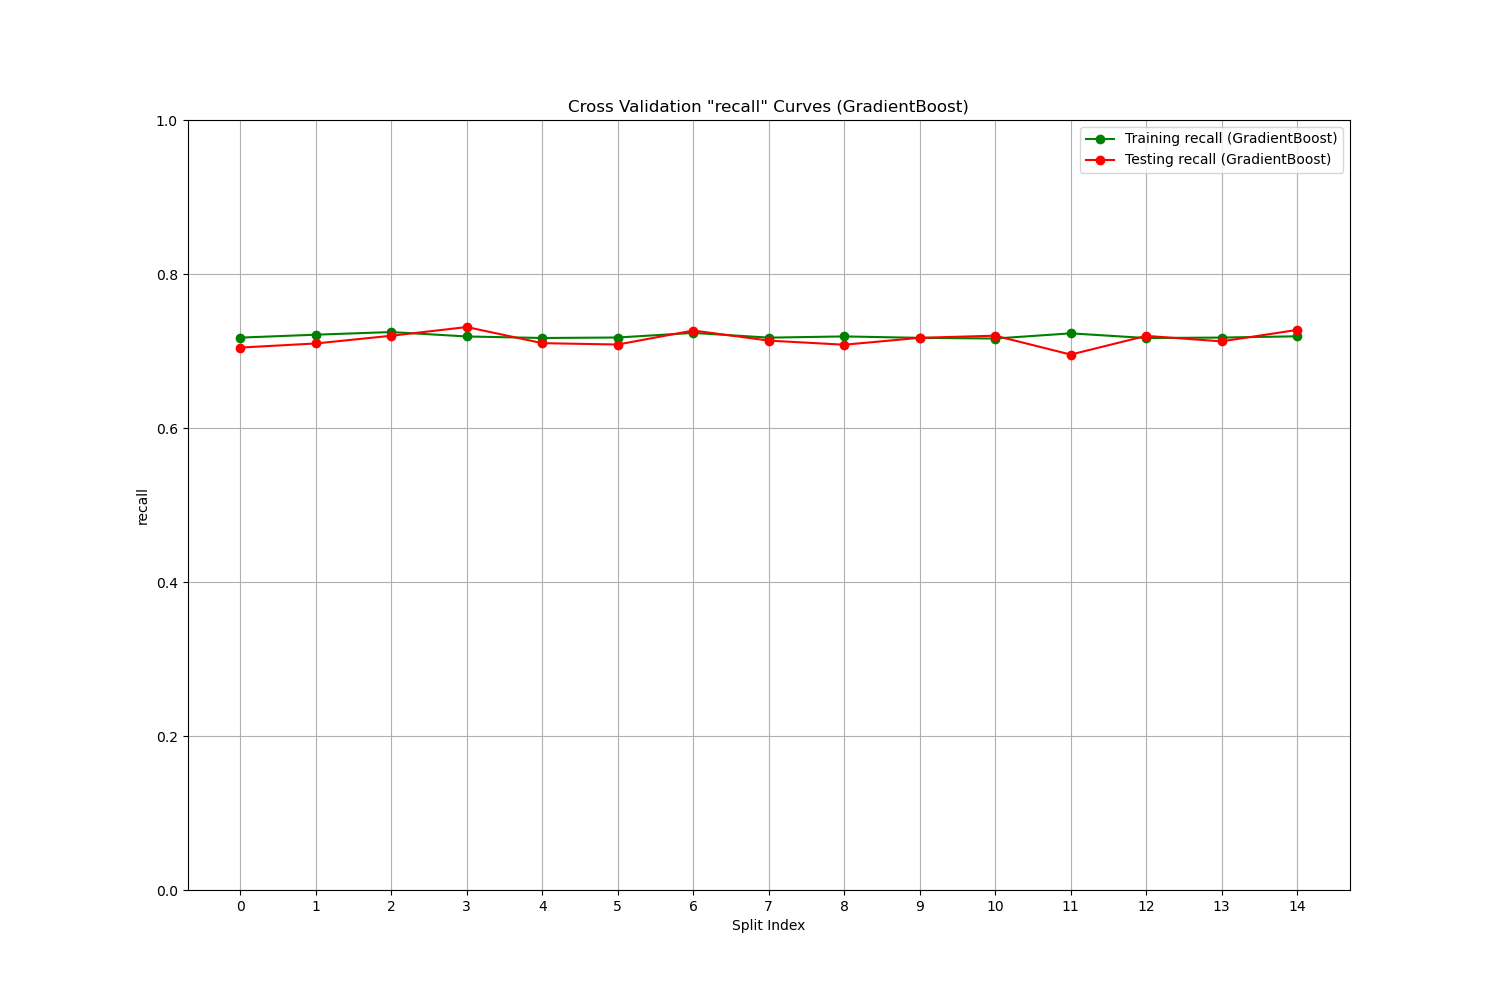 Cross Validation "recall" Curves (GradientBoost)
Training recall (GradientBoost)
Testing recall (GradientBoost)
1.0
0.8
0.6
0.4
0.2
0.0
recall
0 1 2 3 4 5 6 7 8 9 10 11 12 13 14
Split Index